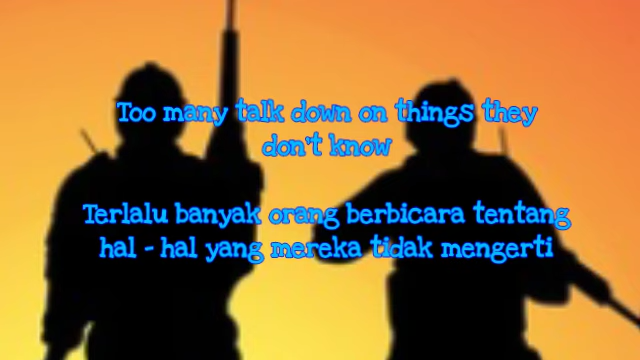 Too many talk down on things they
don't know
Terlalu banyak orang berbicara tentang
hal - hal yang mereka tidak mengerti